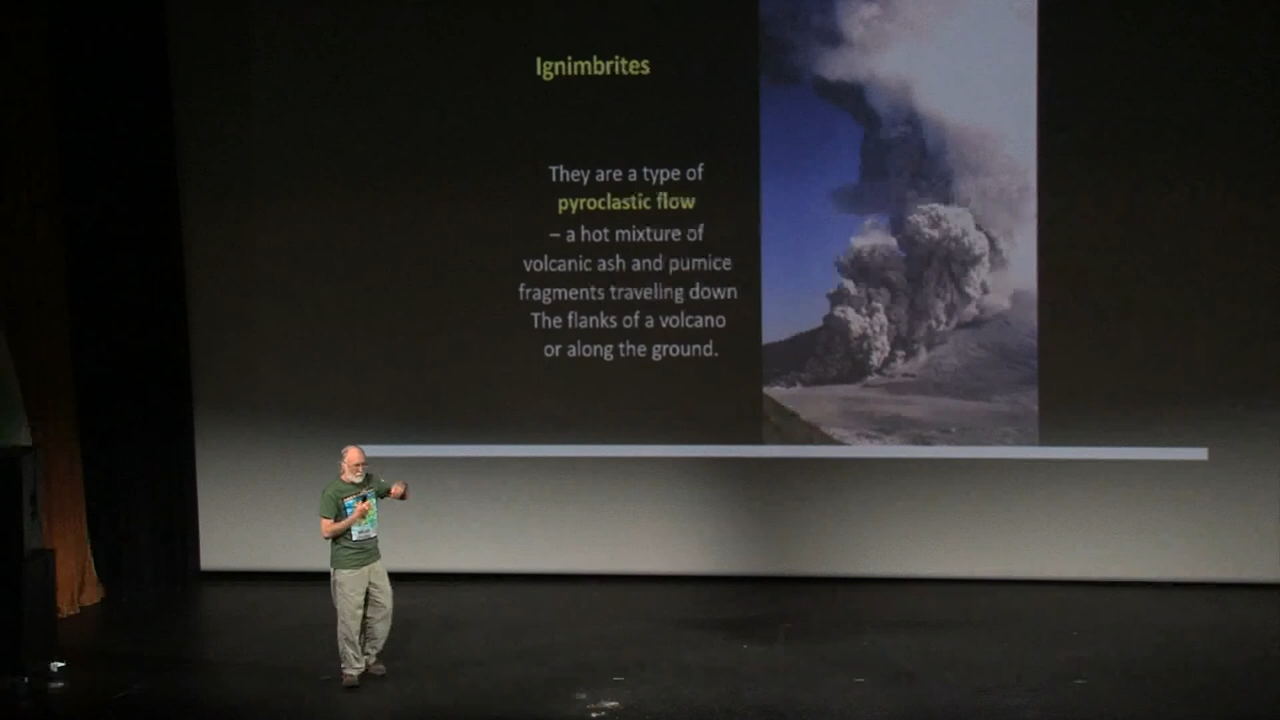 Ignimbrites
They are a type of
pyroclastic flow
– a hot mixture of
volcanic ash and pumice
fragments traveling down
The flanks of a volcano
or along the ground.